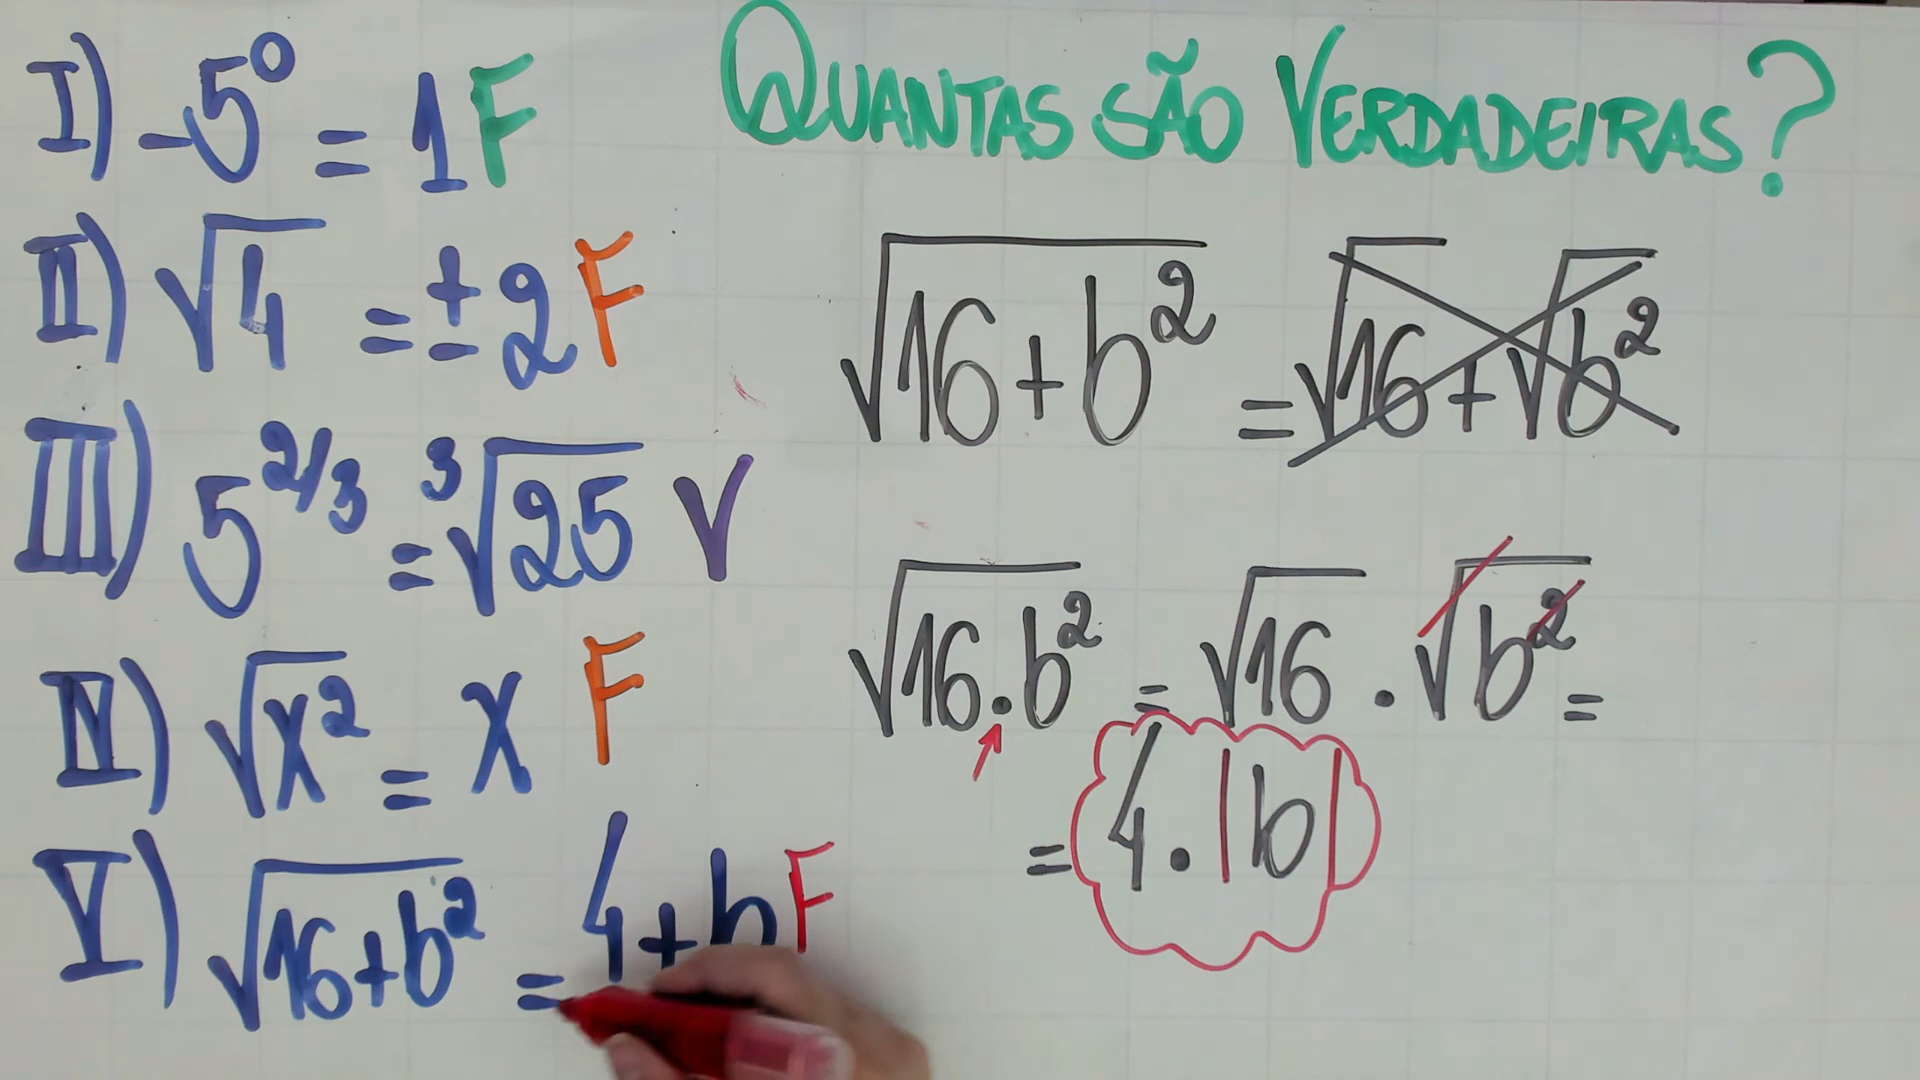 QUANTAS SÃO VERDADEIRAS?
I) -5⁰ = 1 F
II) √4 = ±2 F
III) 5^(2/3) = ³√25 V
IV) √x² = x F
V) √(16+b²) = 4+b F
√(16+b²) = √16+√b²
√(16·b²) = √16 · √b² =
= 4·|b|